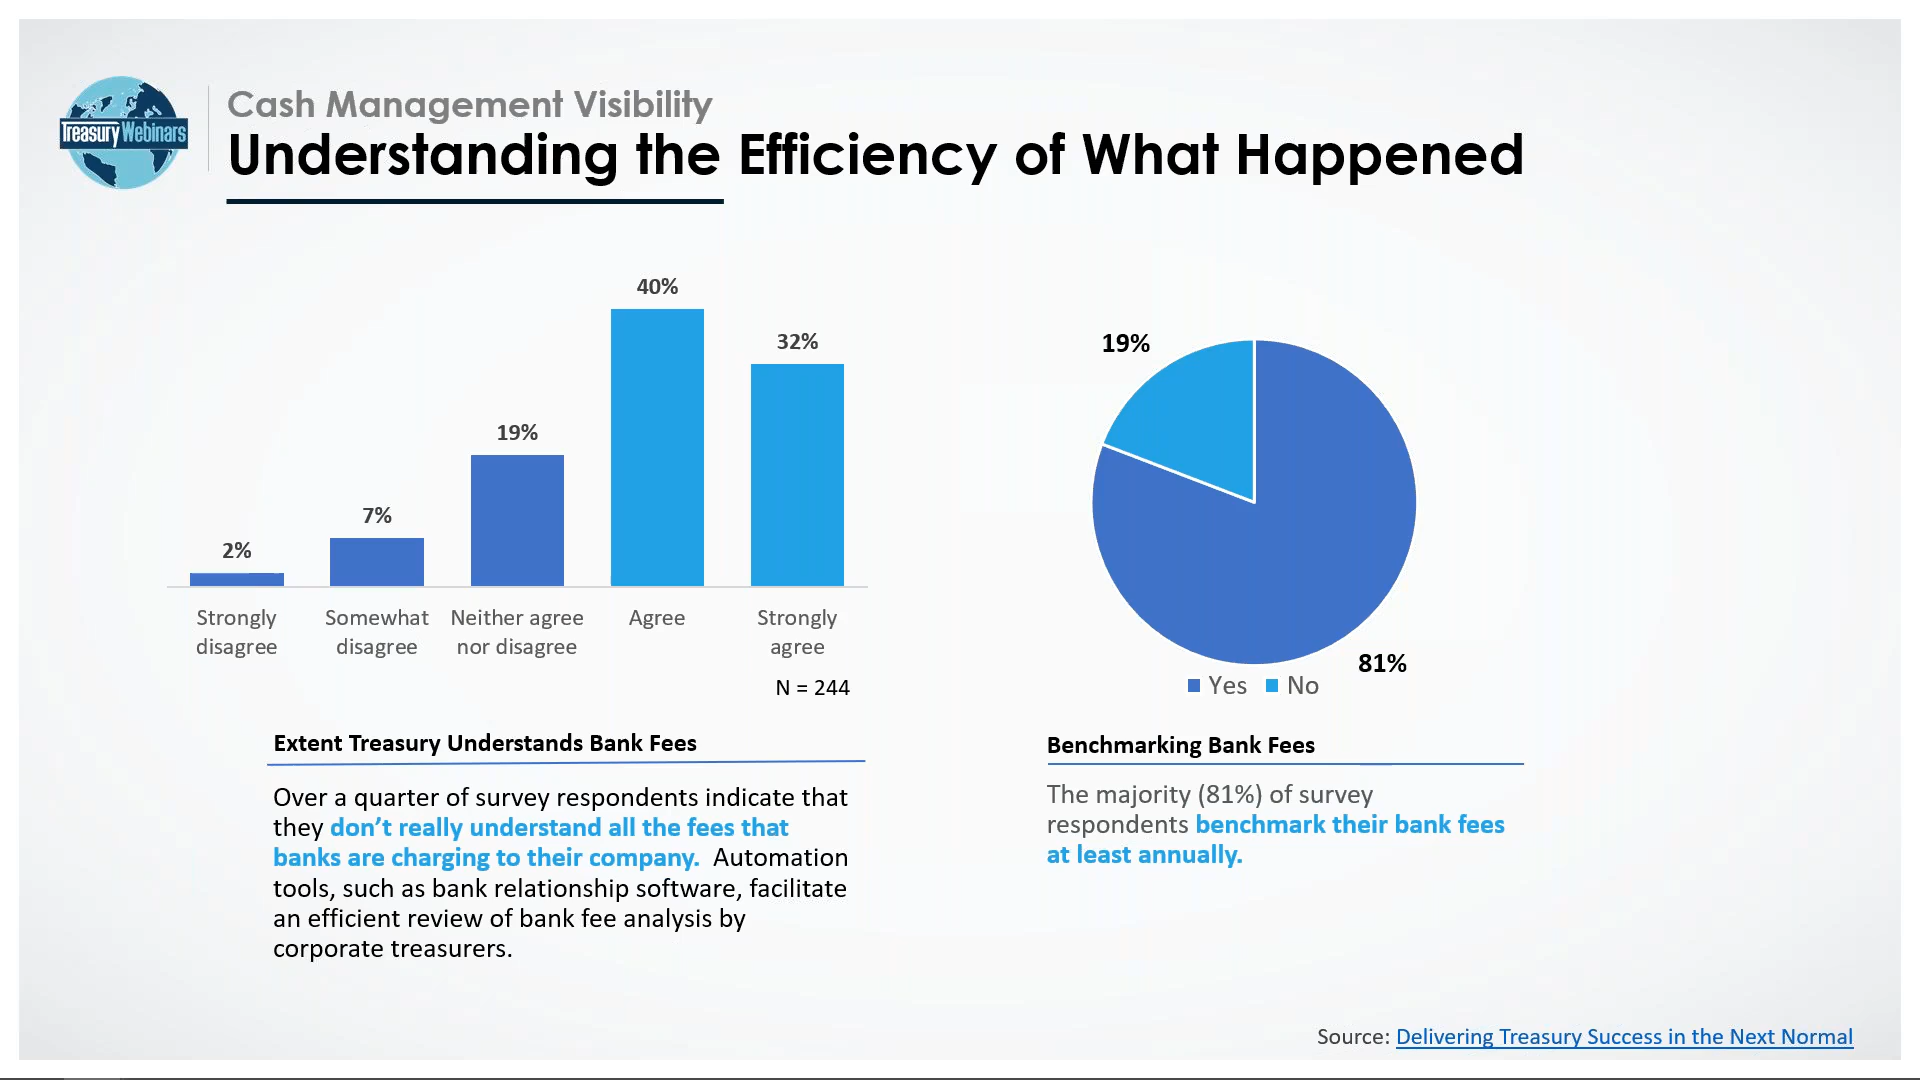 Treasury Webinars
Cash Management Visibility
Understanding the Efficiency of What Happened
40%
32%
19%
7%
2%
Strongly
disagree
Somewhat
disagree
Neither agree
nor disagree
Agree
Strongly
agree
N = 244
Extent Treasury Understands Bank Fees
Over a quarter of survey respondents indicate that
they don’t really understand all the fees that
banks are charging to their company. Automation
tools, such as bank relationship software, facilitate
an efficient review of bank fee analysis by
corporate treasurers.
19%
81%
Yes No
Benchmarking Bank Fees
The majority (81%) of survey
respondents benchmark their bank fees
at least annually.
Source: Delivering Treasury Success in the Next Normal